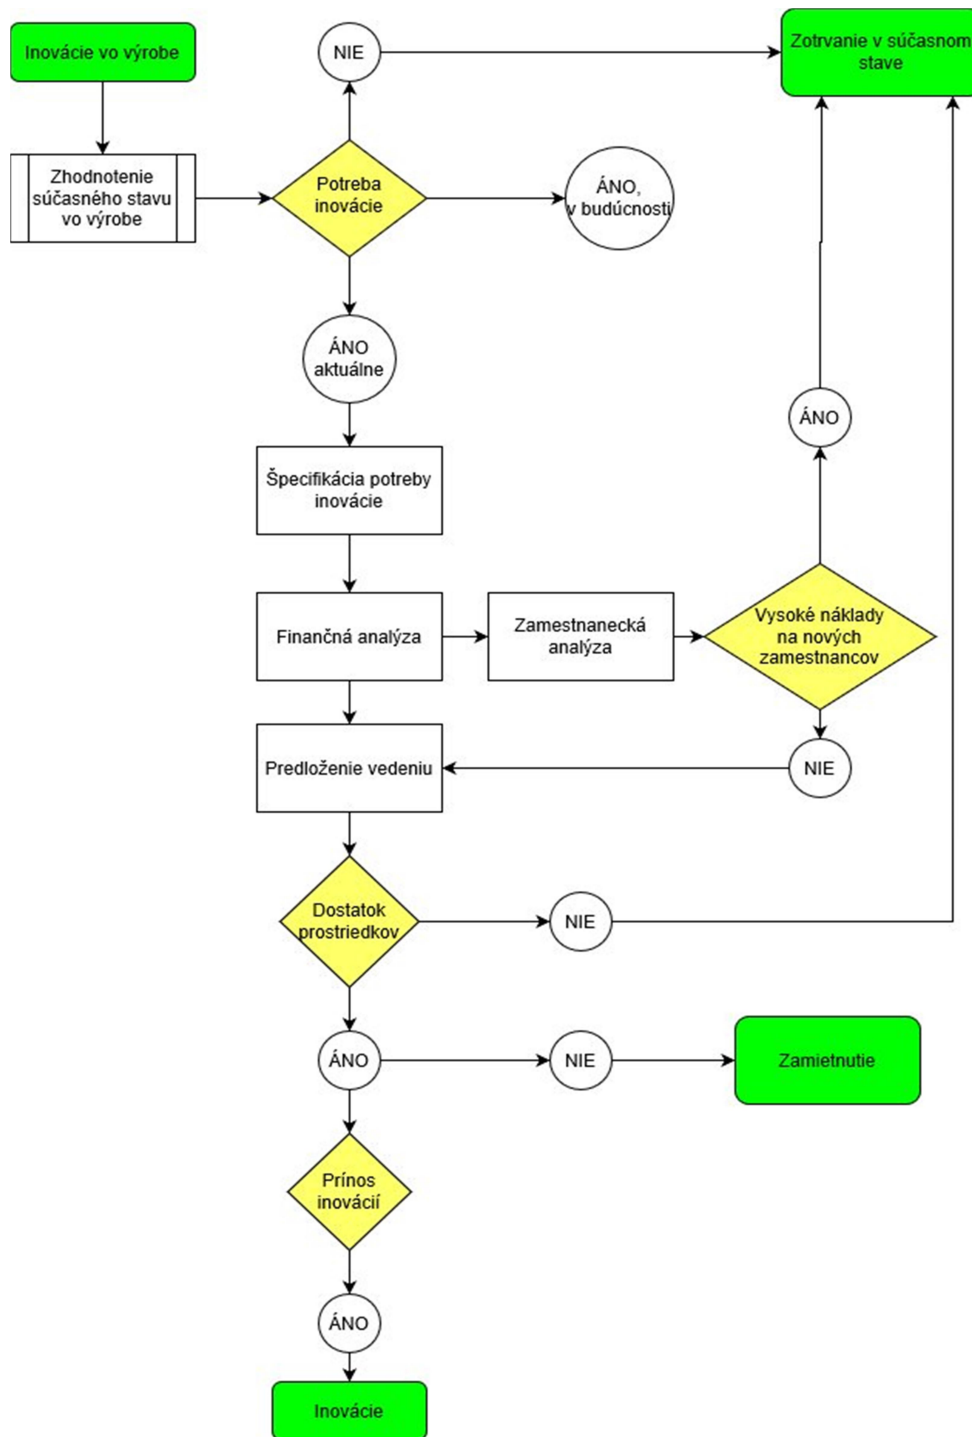 Inovácie vo výrobe
NIE
Zotrvanie v súčasnom
stave
Zhodnotenie
súčasného stavu
vo výrobe
Potreba
inovácie
ÁNO,
v budúcnosti
ÁNO
aktuálne
ÁNO
Špecifikácia potreby
inovácie
Finančná analýza
Zamestnanecká
analýza
Vysoké náklady
na nových
zamestnancov
Predloženie vedeniu
NIE
Dostatok
prostriedkov
NIE
ÁNO
NIE
Zamietnutie
Prínos
inovácií
ÁNO
Inovácie